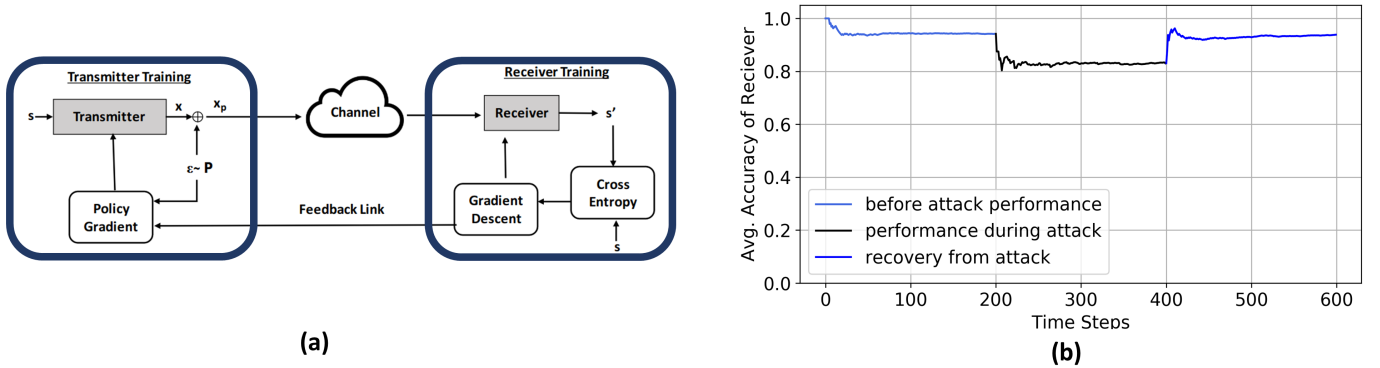 Transmitter Training
s
Transmitter
x
xp
ε~ P
Policy
Gradient
Channel
Feedback Link
Receiver Training
Receiver
s'
Gradient
Descent
Cross
Entropy
s
(a)
Avg. Accuracy of Reciever
1.0
0.8
0.6
0.4
0.2
0.0
before attack performance
performance during attack
recovery from attack
0 100 200 300 400 500 600
Time Steps
(b)